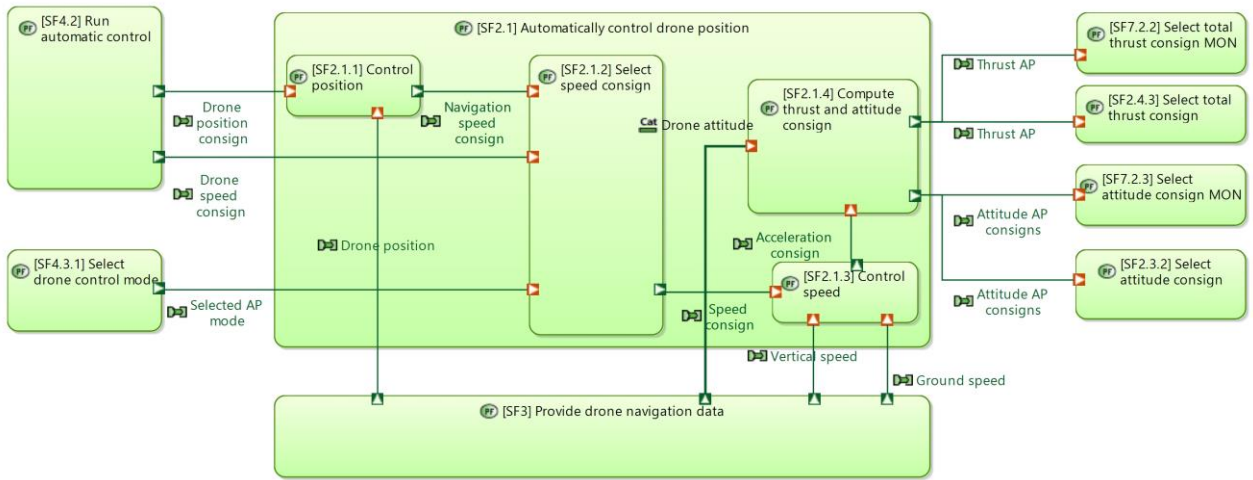 [SF4.2] Run
automatic control
[SF2.1] Automatically control drone position
[SF7.2.2] Select total
thrust consign MON
[SF2.1.1] Control
position
[SF2.1.2] Select
speed consign
Thrust AP
[SF2.1.4] Compute
thrust and attitude
consign
[SF2.4.3] Select total
thrust consign
Drone
position
consign
Navigation
speed
consign
Cat Drone attitude
Thrust AP
Drone
speed
consign
[SF7.2.3] Select
attitude consign MON
Attitude AP
consigns
Drone position
Acceleration
consign
[SF4.3.1] Select
drone control mode
[SF2.1.3] Control
speed
[SF2.3.2] Select
attitude consign
Selected AP
mode
Speed
consign
Attitude AP
consigns
Vertical speed
Ground speed
[SF3] Provide drone navigation data